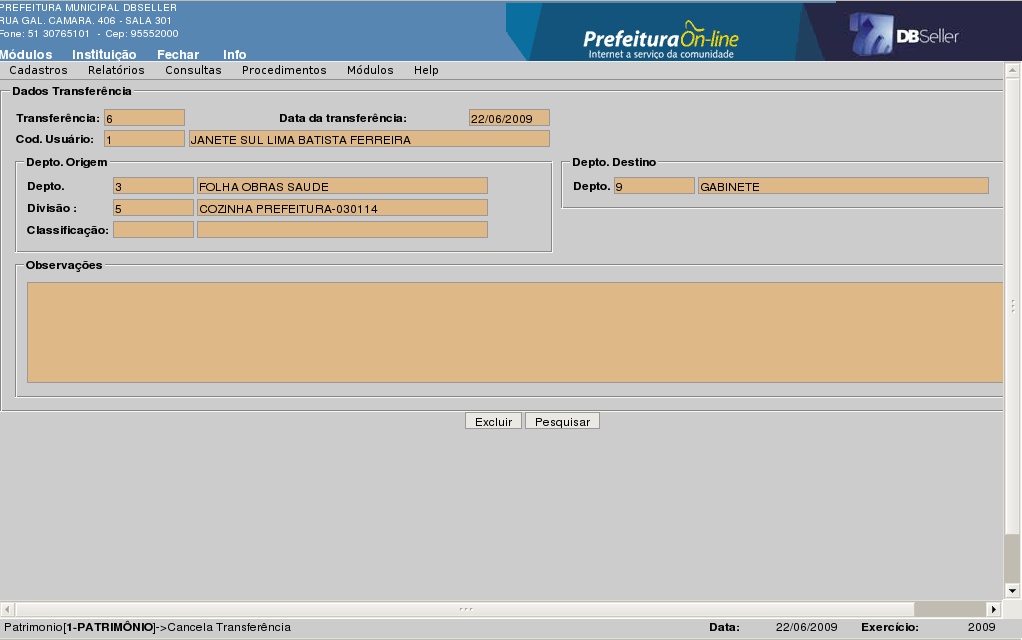 PREFEITURA MUNICIPAL DBSELLER
RUA GAL. CAMARA. 406 - SALA 301
Fone: 51 30765101 - Cep: 95552000
Prefeitura On-line
Internet a serviço da comunidade
DBSeller
Módulos Instituição Fechar Info
Cadastros Relatórios Consultas Procedimentos Módulos Help
Dados Transferência
Transferência: 6 Data da transferência: 22/06/2009
Cod. Usuário: 1 JANETE SUL LIMA BATISTA FERREIRA
Depto. Origem
Depto. 3 FOLHA OBRAS SAUDE
Divisão : 5 COZINHA PREFEITURA-030114
Classificação:
Depto. Destino
Depto. 9 GABINETE
Observações
Excluir Pesquisar
Patrimonio[1-PATRIMÔNIO]->Cancela Transferência Data: 22/06/2009 Exercício: 2009